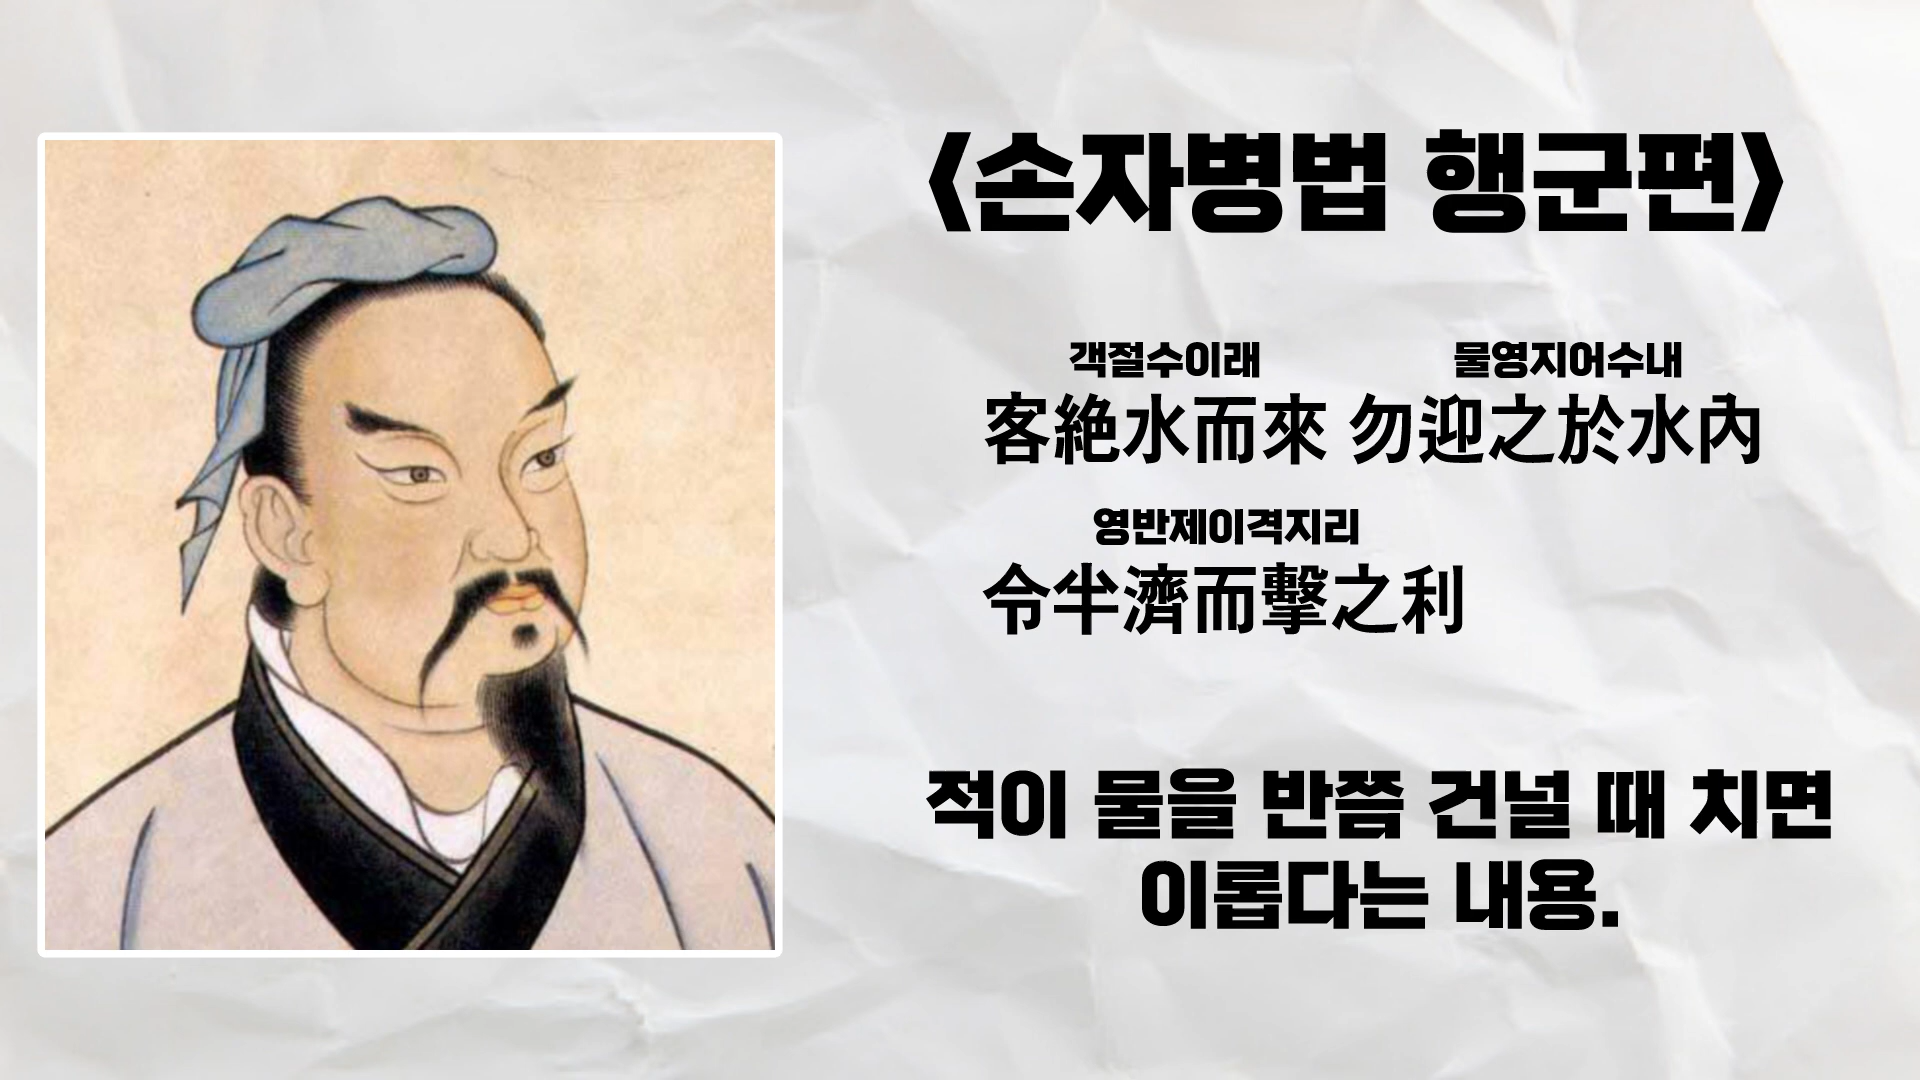 〈손자병법 행군편〉
객절수이래 물영지어수내
客絶水而來 勿迎之於水內
영반제이격지리
令半濟而擊之利
적이 물을 반쯤 건널 때 치면
이롭다는 내용.